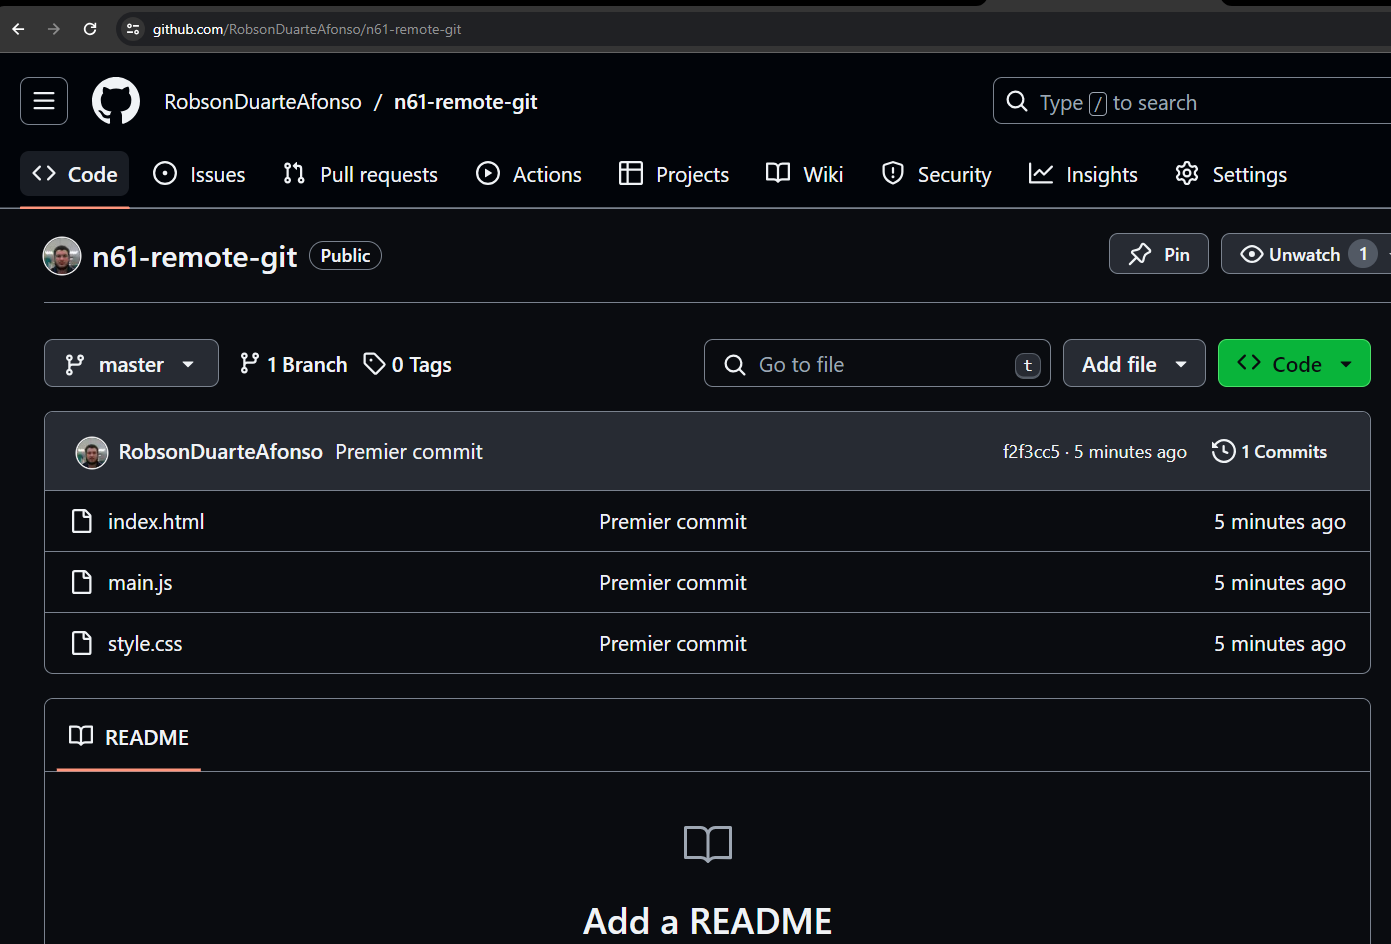 github.com/RobsonDuarteAfonso/n61-remote-git
RobsonDuarteAfonso / n61-remote-git
Type / to search
Code Issues Pull requests Actions Projects Wiki Security Insights Settings
n61-remote-git Public Pin Unwatch 1
master 1 Branch 0 Tags Go to file t Add file Code
RobsonDuarteAfonso Premier commit f2f3cc5 · 5 minutes ago 1 Commits
index.html Premier commit 5 minutes ago
main.js Premier commit 5 minutes ago
style.css Premier commit 5 minutes ago
README
Add a README